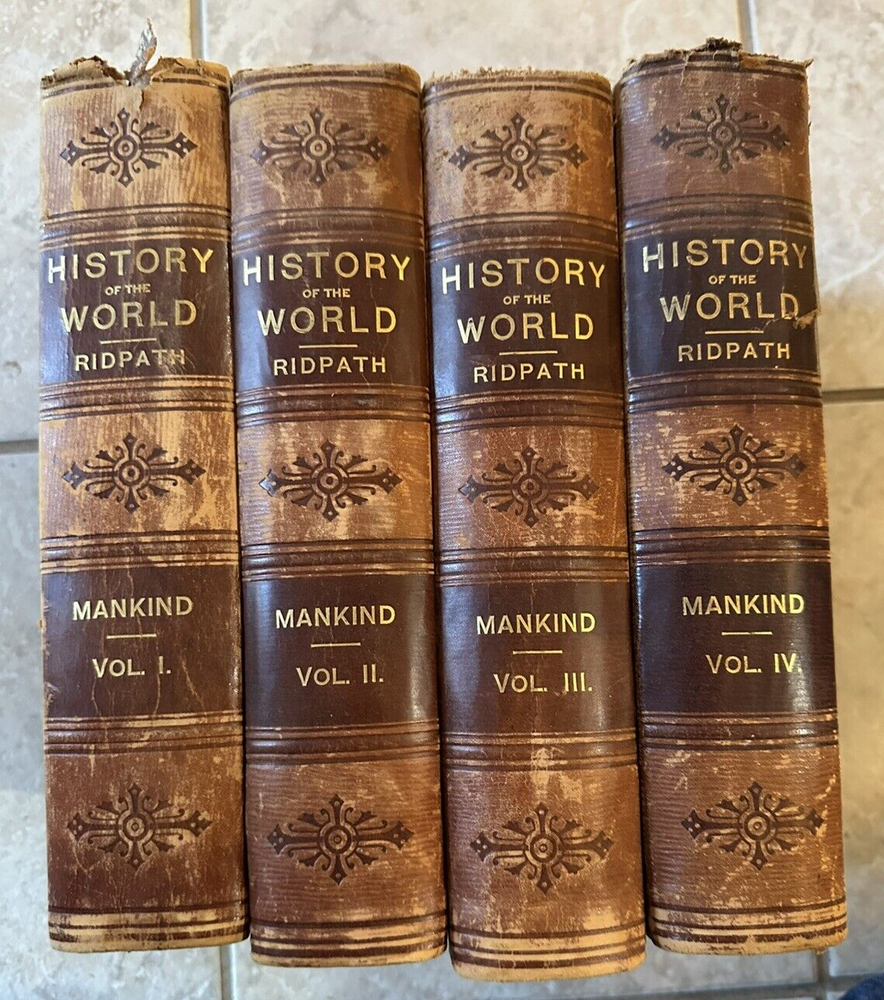 HISTORY
OF THE
WORLD
RIDPATH
MANKIND
VOL. I.
HISTORY
OF THE
WORLD
RIDPATH
MANKIND
VOL. II.
HISTORY
OF THE
WORLD
RIDPATH
MANKIND
VOL. III.
HISTORY
OF THE
WORLD
RIDPATH
MANKIND
VOL. IV.